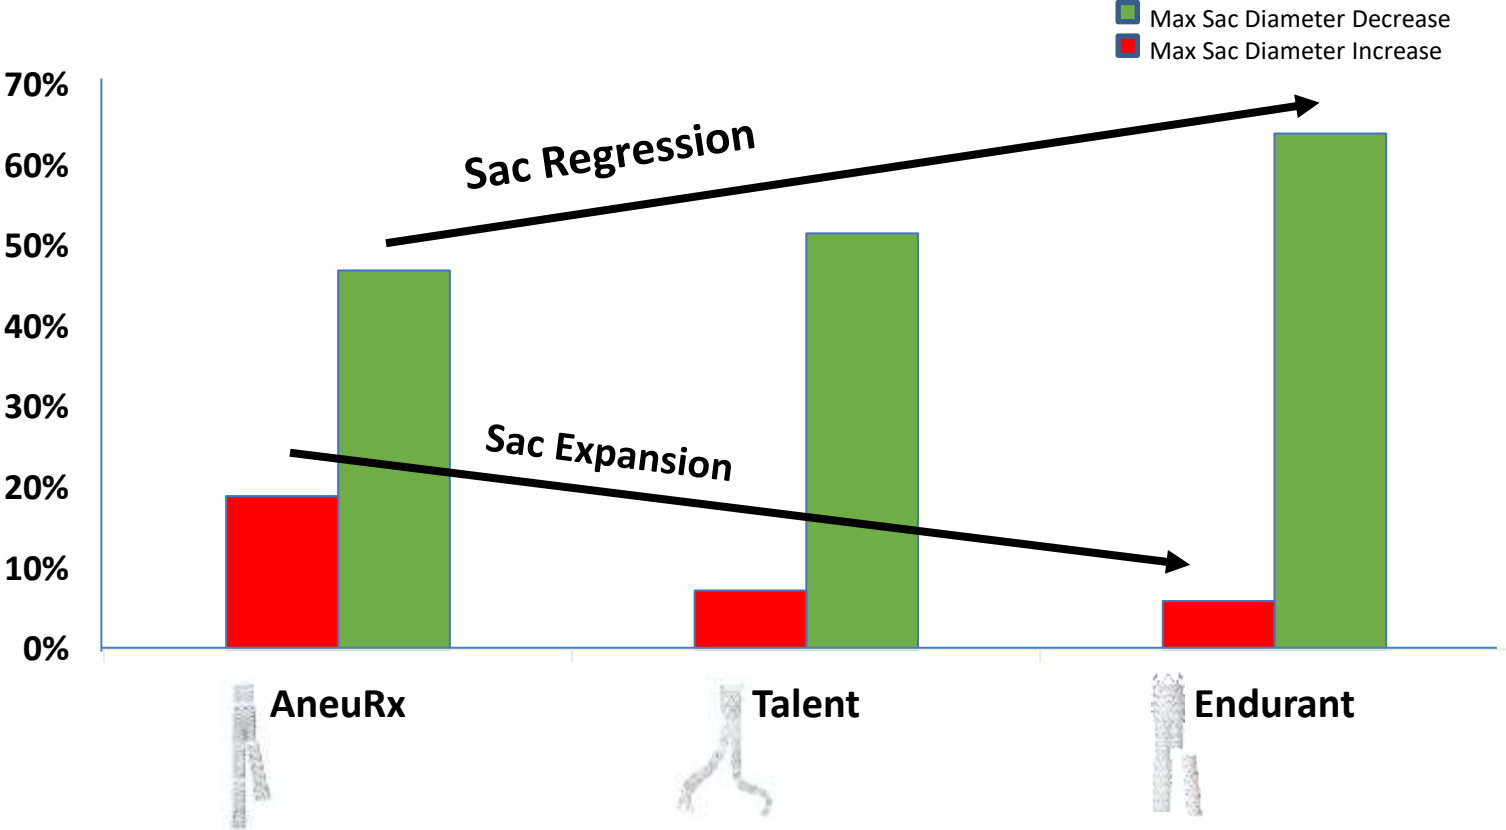 Max Sac Diameter Decrease
Max Sac Diameter Increase
70%
60%
50%
40%
30%
20%
10%
0%
Sac Regression
Sac Expansion
AneuRx
Talent
Endurant